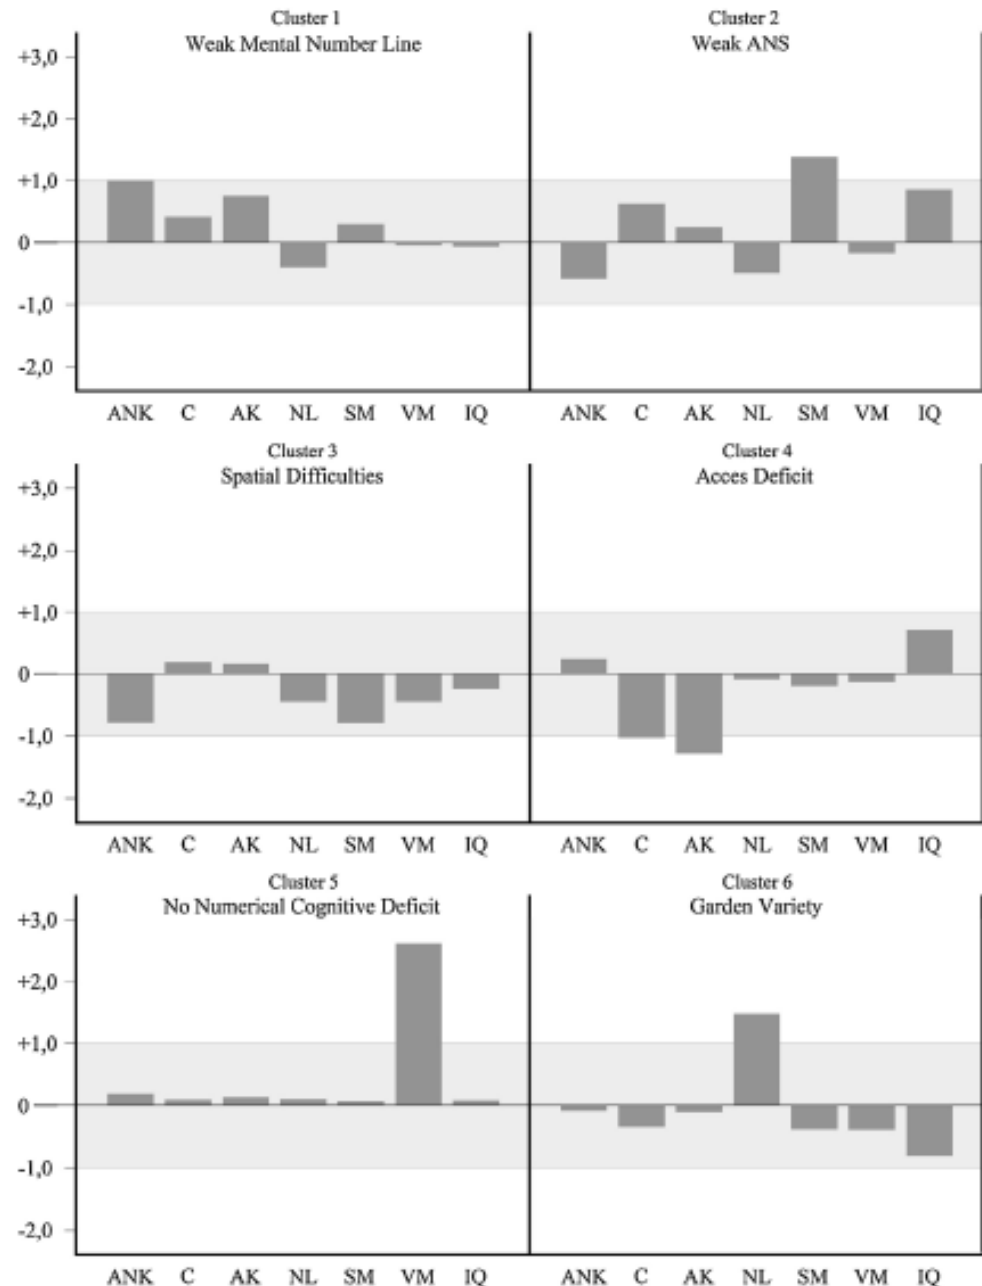 Cluster 1
Weak Mental Number Line
Cluster 2
Weak ANS
+3,0
+2,0
+1,0
0
-1,0
-2,0
ANK C AK NL SM VM IQ
ANK C AK NL SM VM IQ
Cluster 3
Spatial Difficulties
Cluster 4
Acces Deficit
+3,0
+2,0
+1,0
0
-1,0
-2,0
ANK C AK NL SM VM IQ
ANK C AK NL SM VM IQ
Cluster 5
No Numerical Cognitive Deficit
Cluster 6
Garden Variety
+3,0
+2,0
+1,0
0
-1,0
-2,0
ANK C AK NL SM VM IQ
ANK C AK NL SM VM IQ